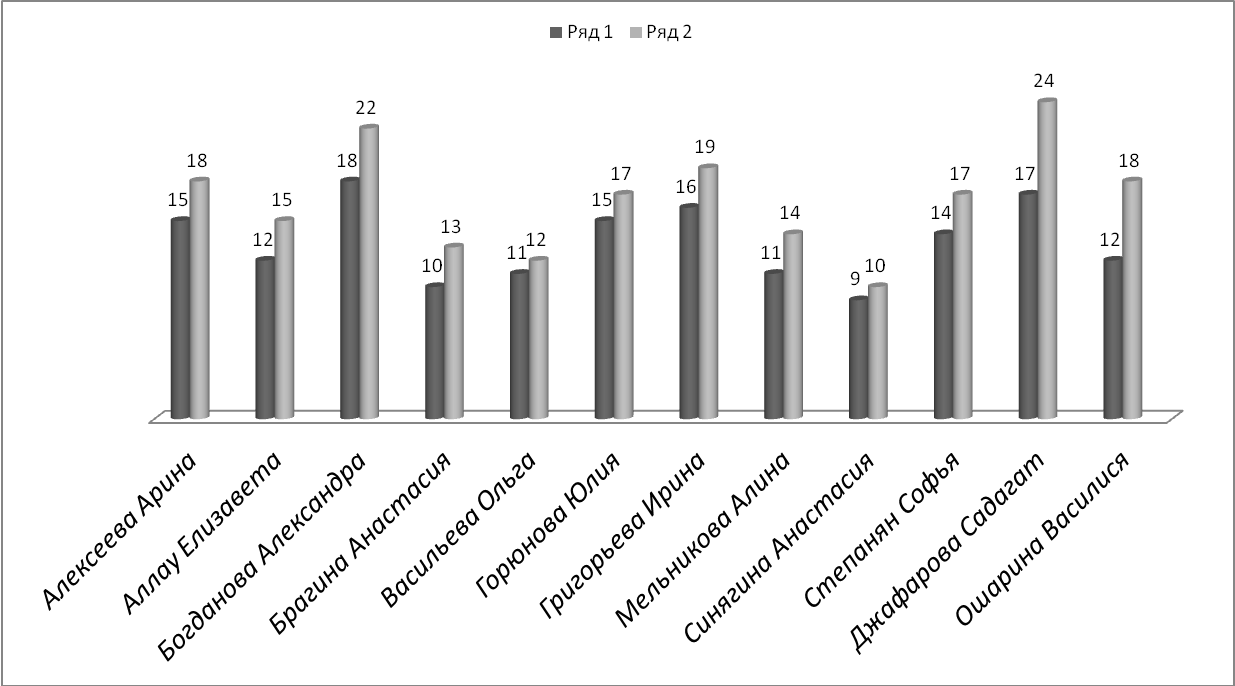 Ряд 1 Ряд 2
15 18
12 15
18 22
10 13
11 12
15 17
16 19
11 14
9 10
14 17
17 24
12 18
Алексеева Арина
Аллау Елизавета
Богданова Александра
Брагина Анастасия
Васильева Ольга
Горюнова Юлия
Григорьева Ирина
Мельникова Алина
Синягина Анастасия
Степанян Софья
Джафарова Садагат
Ошарина Василися